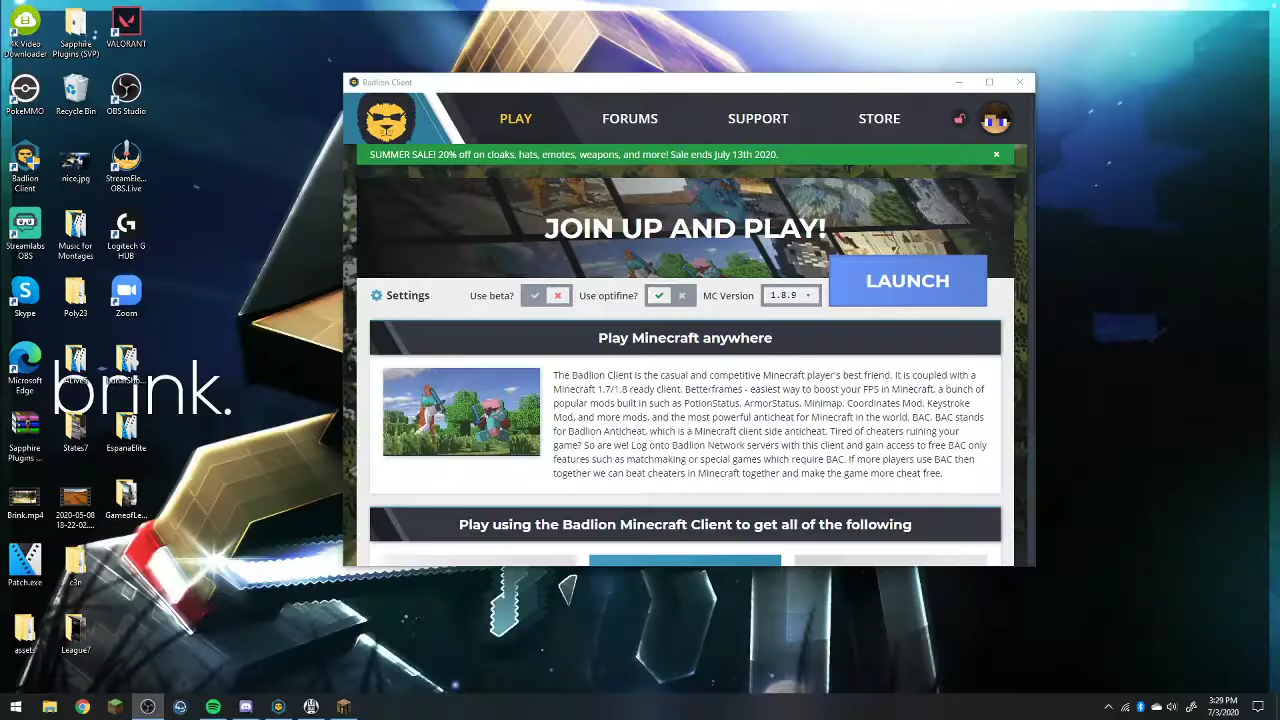 4K Video
Downloader
Sapphire
Plugins (SVP)
VALORANT
PokeMMO
Recycle Bin
OBS Studio
Badlion
Client
nice.jpg
StreamEle...
OBS.Live
Streamlabs
OBS
Music for
Montages
Logitech G
HUB
Skype
Poly23
Zoom
Microsoft
Edge
brink.
Sapphire
Plugins ...
States7
EspanaElite
Brink.mp4
2020-05-08
18-22-02....
GameofLe...
Patch.exe
c3n
assets
League7
Badlion Client
PLAY
FORUMS
SUPPORT
STORE
SUMMER SALE! 20% off on cloaks, hats, emotes, weapons, and more! Sale ends July 13th 2020.
JOIN UP AND PLAY!
Settings
Use beta?
Use optifine?
MC Version
1.8.9
LAUNCH
Play Minecraft anywhere
The Badlion Client is the casual and competitive Minecraft player's best friend. It is coupled with a
Minecraft 1.7/1.8 ready client. Betterframes - easiest way to boost your FPS in Minecraft, a bunch of
popular mods built in such as PotionStatus, ArmorStatus, Minimap, Coordinates Mod, Keystroke
Mod, and more mods, and the most powerful anticheat for Minecraft in the world, BAC. BAC stands
for Badlion Anticheat, which is a Minecraft client side anticheat. Tired of cheaters ruining your
game? So are we! Log onto Badlion Network servers with this client and gain access to free BAC only
features such as matchmaking or special games which require BAC. If more players use BAC then
together we can beat cheaters in Minecraft together and make the game more cheat free.
Play using the Badlion Minecraft Client to get all of the following
3:29 PM
7/3/2020